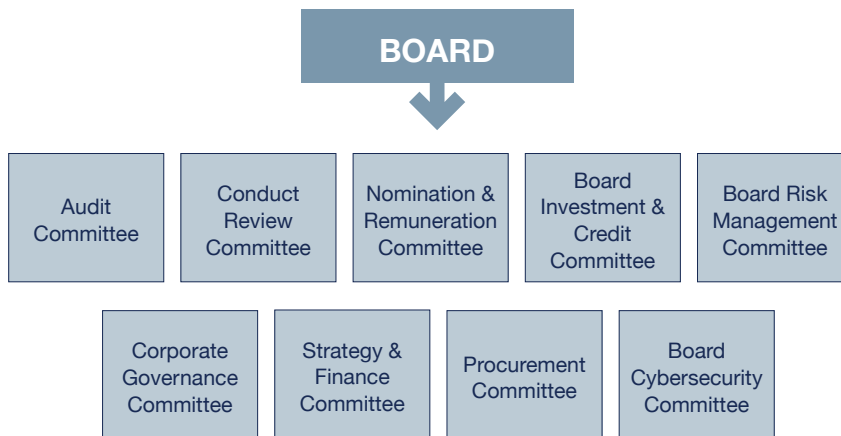 BOARD
Audit
Committee
Conduct
Review
Committee
Nomination &
Remuneration
Committee
Board
Investment &
Credit
Committee
Board Risk
Management
Committee
Corporate
Governance
Committee
Strategy &
Finance
Committee
Procurement
Committee
Board
Cybersecurity
Committee